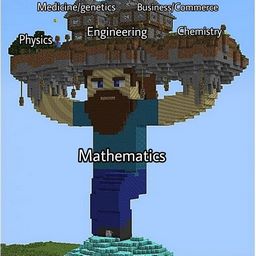 Medicine/genetics
Business/Commerce
Engineering
Chemistry
Physics
Mathematics